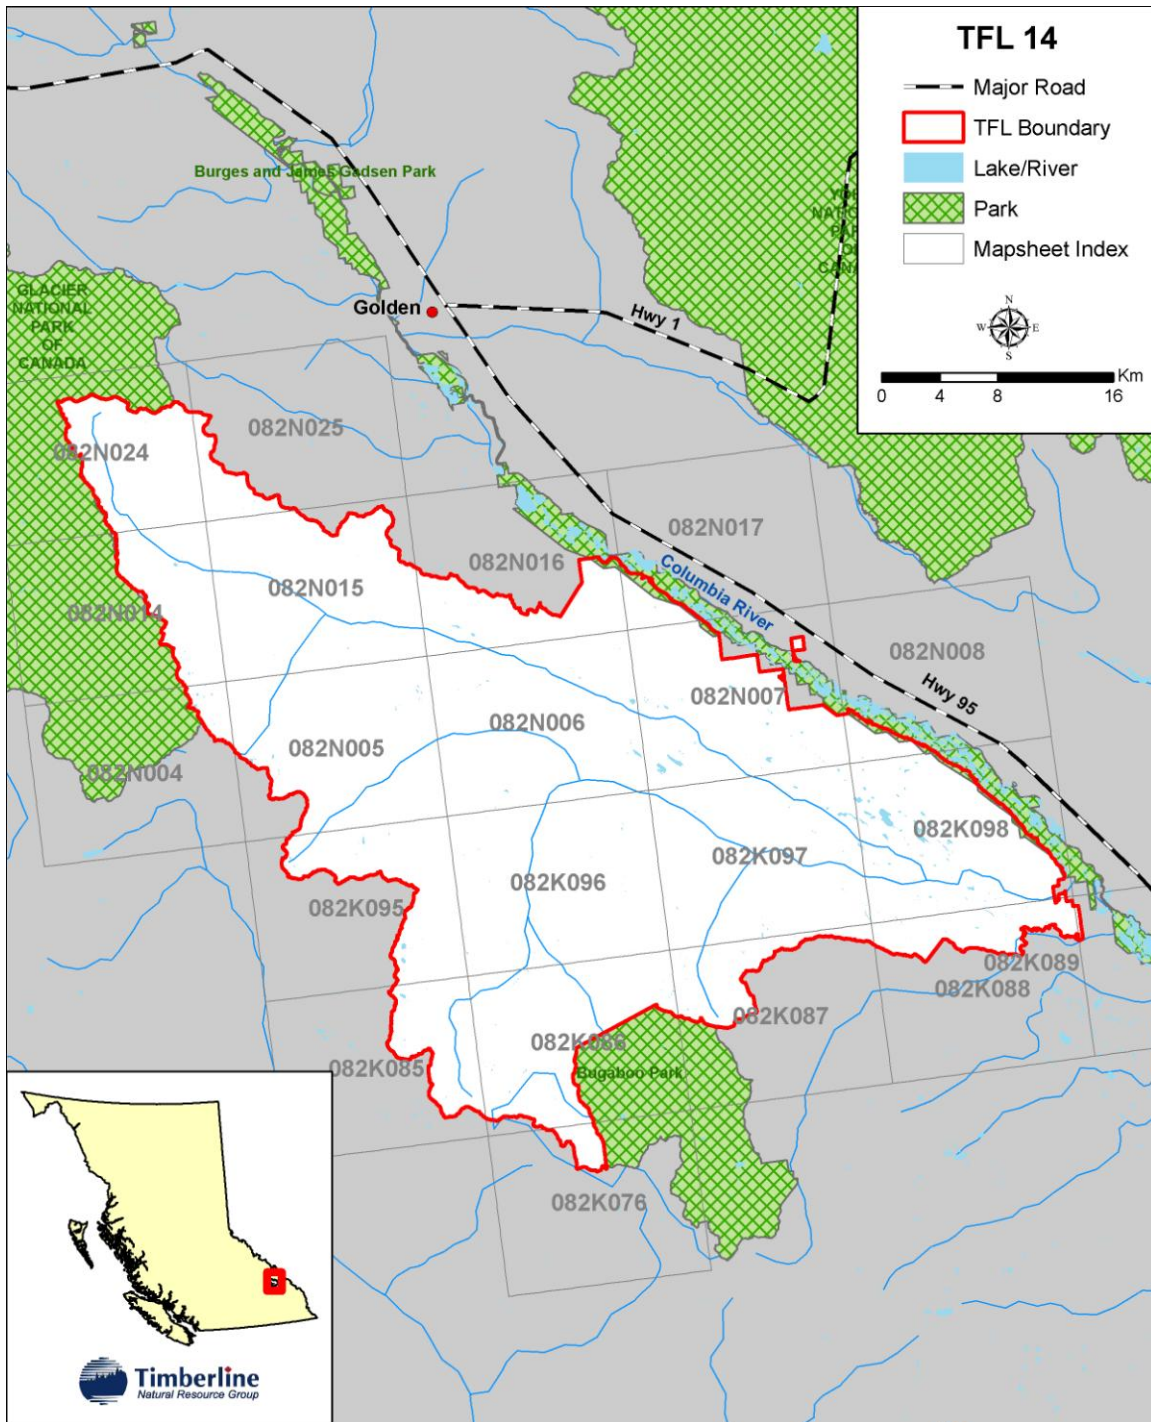 TFL 14
Major Road
TFL Boundary
Lake/River
Park
Mapsheet Index
N
W
E
S
Km
0
4
8
16
Burges and James Gadsen Park
GLACIER
NATIONAL
PARK
OF
CANADA
Golden
Hwy 1
082N025
082N024
082N017
082N016
082N015
Columbia River
082N014
082N008
Hwy 95
082N007
082N006
082N005
082N004
082K098
082K097
082K096
082K095
082K089
082K088
082K087
082K086
082K085
Bugaboo Park
082K076
Timberline
Natural Resource Group